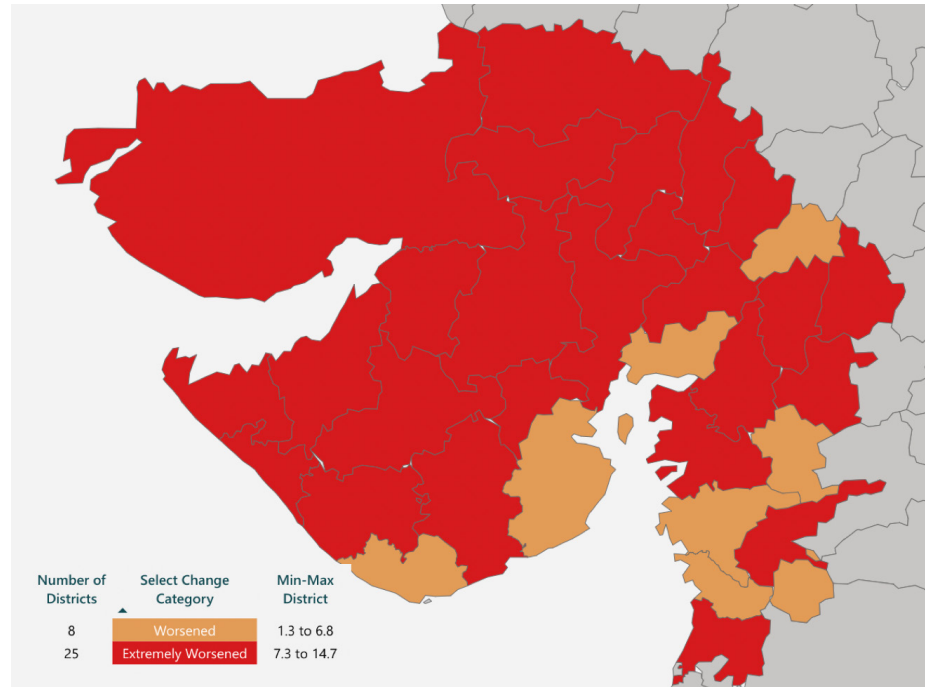 Number of Districts Select Change Category Min-Max District
8 Worsened 1.3 to 6.8
25 Extremely Worsened 7.3 to 14.7